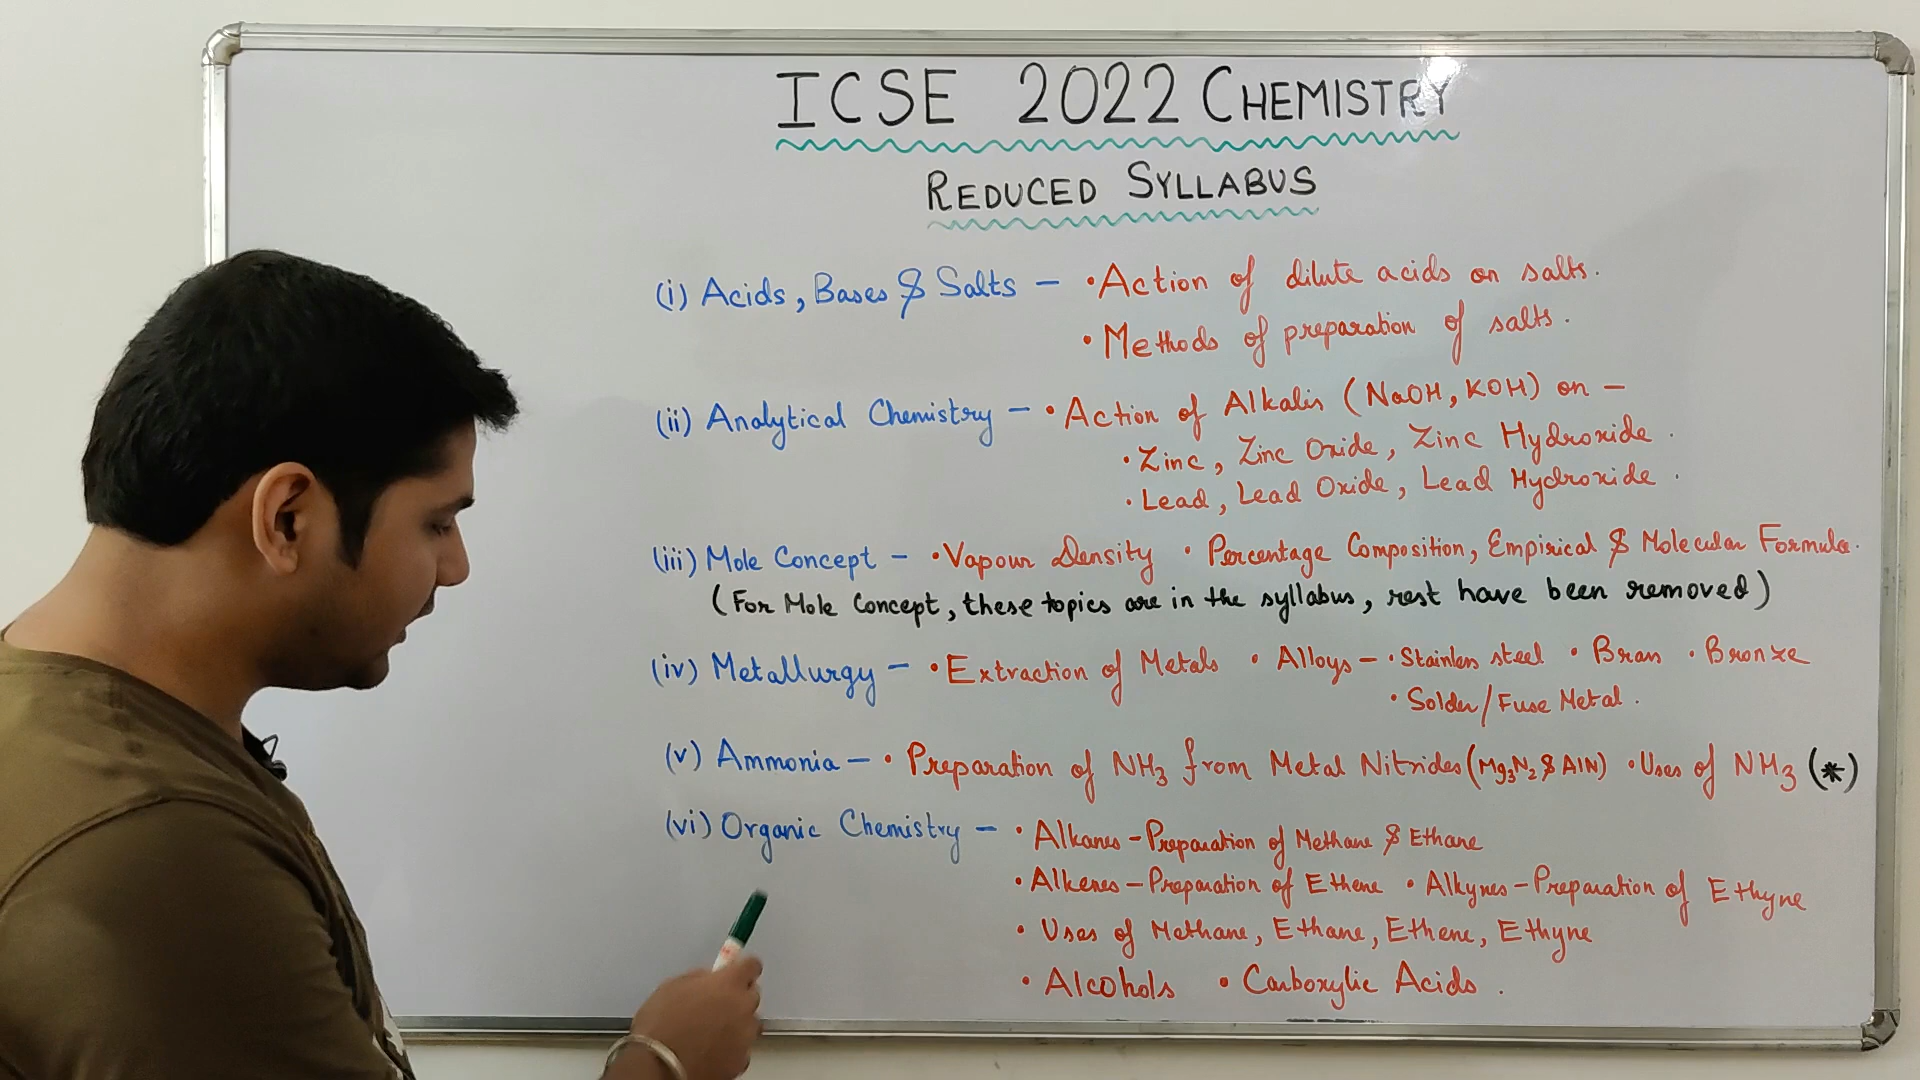 ICSE 2022 CHEMISTRY
REDUCED SYLLABUS
(i) Acids, Bases & Salts – • Action of dilute acids on salts.
• Methods of preparation of salts.
(ii) Analytical Chemistry – • Action of Alkalis (NaOH, KOH) on –
• Zinc, Zinc Oxide, Zinc Hydroxide.
• Lead, Lead Oxide, Lead Hydroxide.
(iii) Mole Concept – • Vapour Density • Percentage Composition, Empirical & Molecular Formula.
(For Mole Concept, these topics are in the syllabus, rest have been removed)
(iv) Metallurgy – • Extraction of Metals • Alloys – • Stainless steel • Brass • Bronze
• Solder/Fuse Metal.
(v) Ammonia – • Preparation of NH3 from Metal Nitrides (Mg3N2 & AlN) • Uses of NH3 (*)
(vi) Organic Chemistry – • Alkanes – Preparation of Methane & Ethane
• Alkenes – Preparation of Ethene • Alkynes – Preparation of Ethyne
• Uses of Methane, Ethane, Ethene, Ethyne
• Alcohols • Carboxylic Acids.